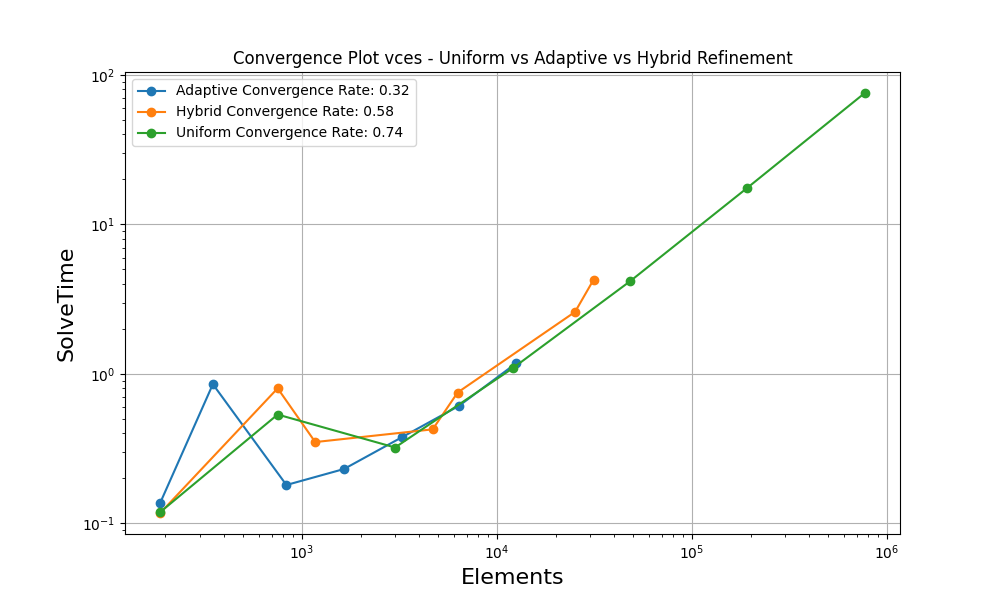 Convergence Plot vces - Uniform vs Adaptive vs Hybrid Refinement
Adaptive Convergence Rate: 0.32
Hybrid Convergence Rate: 0.58
Uniform Convergence Rate: 0.74
SolveTime
10²
10¹
10⁰
10⁻¹
10³
10⁴
10⁵
10⁶
Elements